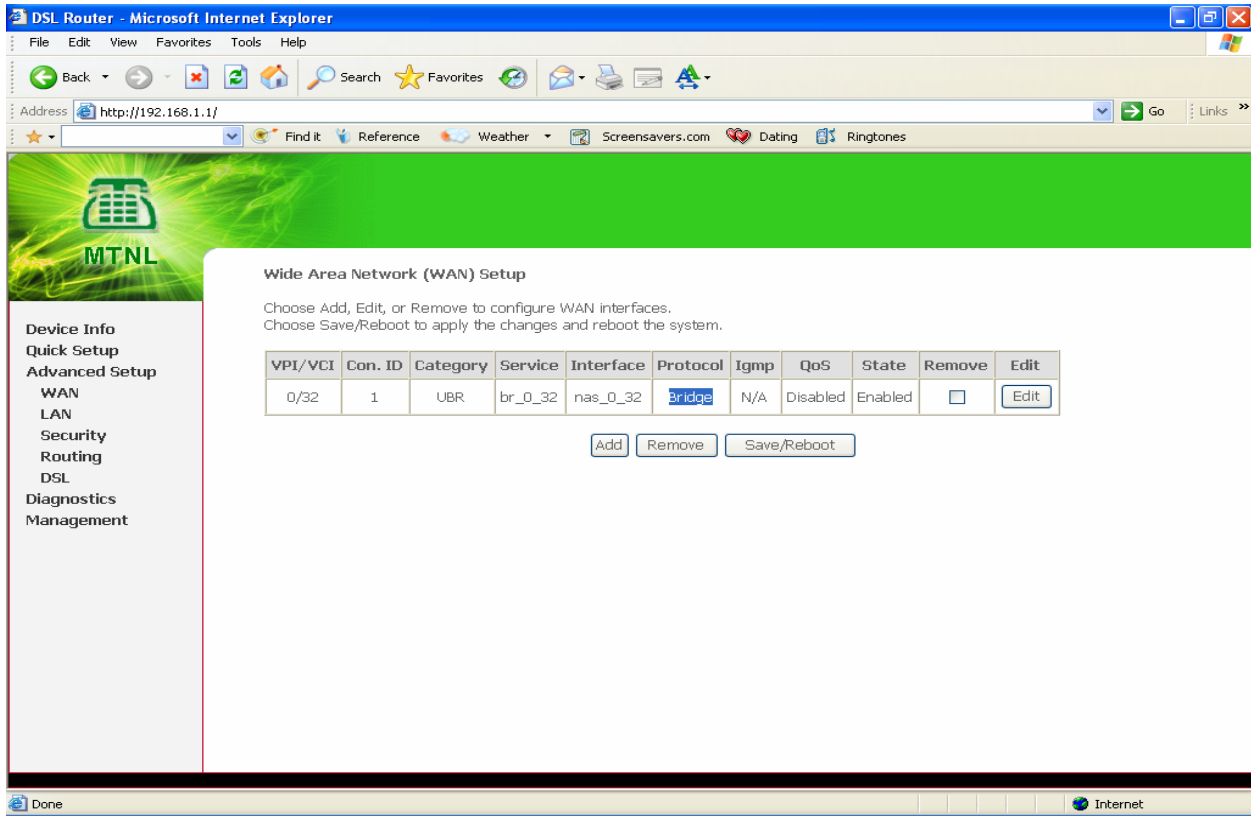 DSL Router - Microsoft Internet Explorer
File Edit View Favorites Tools Help
Back Search Favorites
Address http://192.168.1.1/ Go Links »
Find it Reference Weather Screensavers.com Dating Ringtones
MTNL
Device Info
Quick Setup
Advanced Setup
WAN
LAN
Security
Routing
DSL
Diagnostics
Management
Wide Area Network (WAN) Setup
Choose Add, Edit, or Remove to configure WAN interfaces.
Choose Save/Reboot to apply the changes and reboot the system.
VPI/VCI Con. ID Category Service Interface Protocol Igmp QoS State Remove Edit
0/32 1 UBR br_0_32 nas_0_32 Bridge N/A Disabled Enabled Edit
Add Remove Save/Reboot
Done Internet